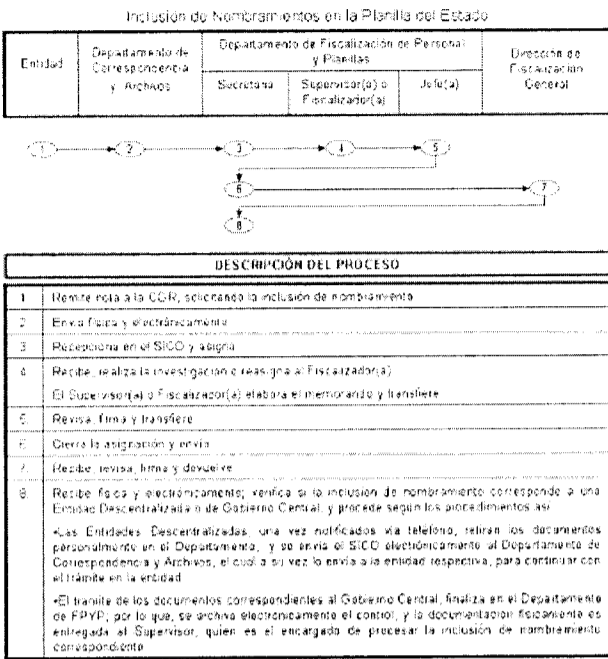 Inclusión de Nombramientos en la Planilla del Estado
Entidad
Departamento de
Correspondencia
y Archivos
Departamento de Fiscalización de Personal
y Planillas
Secretaria
Supervisor(a) o
Fiscalizador(a)
Jefe(a)
Dirección de
Fiscalización
General
1 2 3 4 5
6 7
8
DESCRIPCIÓN DEL PROCESO
1 Remite nota a la CGR, solicitando la inclusión de nombramiento
2 Envía física y electrónicamente
3 Recepciona en el SICO y asigna
4 Recibe, realiza la investigación o reasigna al Fiscalizador(a)
El Supervisor(a) o Fiscalizador(a) elabora el memorando y transfiere
5 Revisa, firma y transfiere
6 Cierra la asignación y envía
7 Recibe, revisa, firma y devuelve
8 Recibe física y electrónicamente; verifica si la inclusión de nombramiento corresponde a una
Entidad Descentralizada o de Gobierno Central, y procede según los procedimientos así
•Las Entidades Descentralizadas, una vez notificados vía teléfono, retiran los documentos
personalmente en el Departamento, y se envía el SICO electrónicamente al Departamento de
Correspondencia y Archivos, el cual a su vez lo envía a la entidad respectiva, para continuar con
el trámite en la entidad
•El trámite de los documentos correspondientes al Gobierno Central, finaliza en el Departamento
de FPYP; por lo que, se archiva electrónicamente el control, y la documentación físicamente es
entregada al Supervisor, quien es el encargado de procesar la inclusión de nombramiento
correspondiente